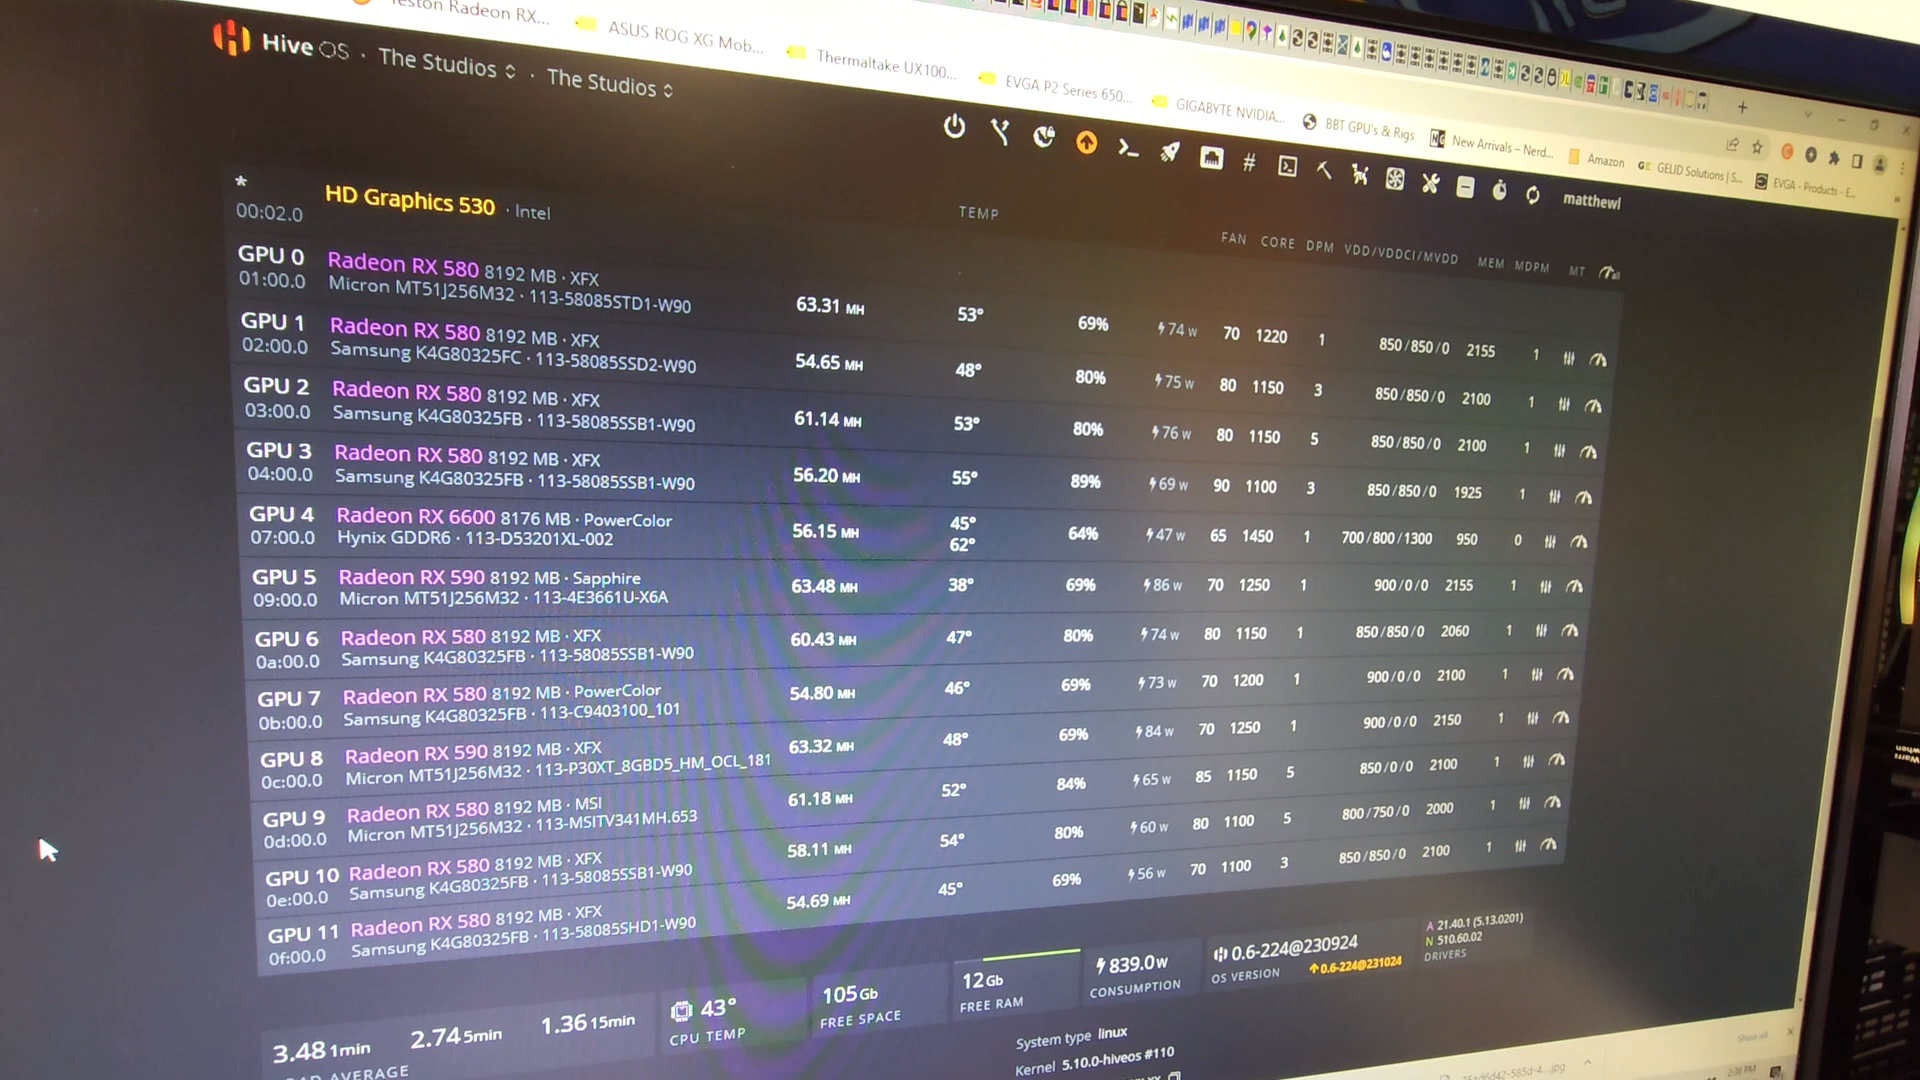 Radeon RX...
ASUS ROG XG Mob...
Thermaltake UX100...
EVGA P2 Series 650...
GIGABYTE NVIDIA...
BBT GPU's & Rigs
New Arrivals – Nerd...
Amazon
GELID Solutions | S...
EVGA - Products - E...
Hive OS · The Studios · The Studios
matthewl
* HD Graphics 530 · Intel
00:02.0
TEMP FAN CORE DPM VDD/VDDCI/MVDD MEM MDPM MT
GPU 0 Radeon RX 580 8192 MB · XFX
01:00.0 Micron MT51J256M32 · 113-58085STD1-W90
63.31 MH 53° 69% 74 W 70 1220 1 850/850/0 2155 1
GPU 1 Radeon RX 580 8192 MB · XFX
02:00.0 Samsung K4G80325FC · 113-58085SSD2-W90
54.65 MH 48° 80% 75 W 80 1150 3 850/850/0 2100 1
GPU 2 Radeon RX 580 8192 MB · XFX
03:00.0 Samsung K4G80325FB · 113-58085SSB1-W90
61.14 MH 53° 80% 76 W 80 1150 5 850/850/0 2100 1
GPU 3 Radeon RX 580 8192 MB · XFX
04:00.0 Samsung K4G80325FB · 113-58085SSB1-W90
56.20 MH 55° 89% 69 W 90 1100 3 850/850/0 1925 1
GPU 4 Radeon RX 6600 8176 MB · PowerColor
07:00.0 Hynix GDDR6 · 113-D53201XL-002
56.15 MH 45° 62° 64% 47 W 65 1450 1 700/800/1300 950 0
GPU 5 Radeon RX 590 8192 MB · Sapphire
09:00.0 Micron MT51J256M32 · 113-4E3661U-X6A
63.48 MH 38° 69% 86 W 70 1250 1 900/0/0 2155 1
GPU 6 Radeon RX 580 8192 MB · XFX
0a:00.0 Samsung K4G80325FB · 113-58085SSB1-W90
60.43 MH 47° 80% 74 W 80 1150 1 850/850/0 2060 1
GPU 7 Radeon RX 580 8192 MB · PowerColor
0b:00.0 Samsung K4G80325FB · 113-C9403100_101
54.80 MH 46° 69% 73 W 70 1200 1 900/0/0 2100 1
GPU 8 Radeon RX 590 8192 MB · XFX
0c:00.0 Micron MT51J256M32 · 113-P30XT_8GBD5_HM_OCL_181
63.32 MH 48° 69% 84 W 70 1250 1 900/0/0 2150 1
GPU 9 Radeon RX 580 8192 MB · MSI
0d:00.0 Micron MT51J256M32 · 113-MSITV341MH.653
61.18 MH 52° 84% 65 W 85 1150 5 850/0/0 2100 1
GPU 10 Radeon RX 580 8192 MB · XFX
0e:00.0 Samsung K4G80325FB · 113-58085SSB1-W90
58.11 MH 54° 80% 60 W 80 1100 5 800/750/0 2000 1
GPU 11 Radeon RX 580 8192 MB · XFX
0f:00.0 Samsung K4G80325FB · 113-58085SHD1-W90
54.69 MH 45° 69% 56 W 70 1100 3 850/850/0 2100 1
3.48 1min 2.74 5min 1.36 15min
AVERAGE
43°
CPU TEMP
105 Gb
FREE SPACE
12 Gb
FREE RAM
839.0 W
CONSUMPTION
0.6-224@230924
OS VERSION 0.6-224@231024
A 21.40.1 (5.13.0201)
N 510.60.02
DRIVERS
System type linux
Kernel 5.10.0-hiveos #110
Show all
2:36 PM